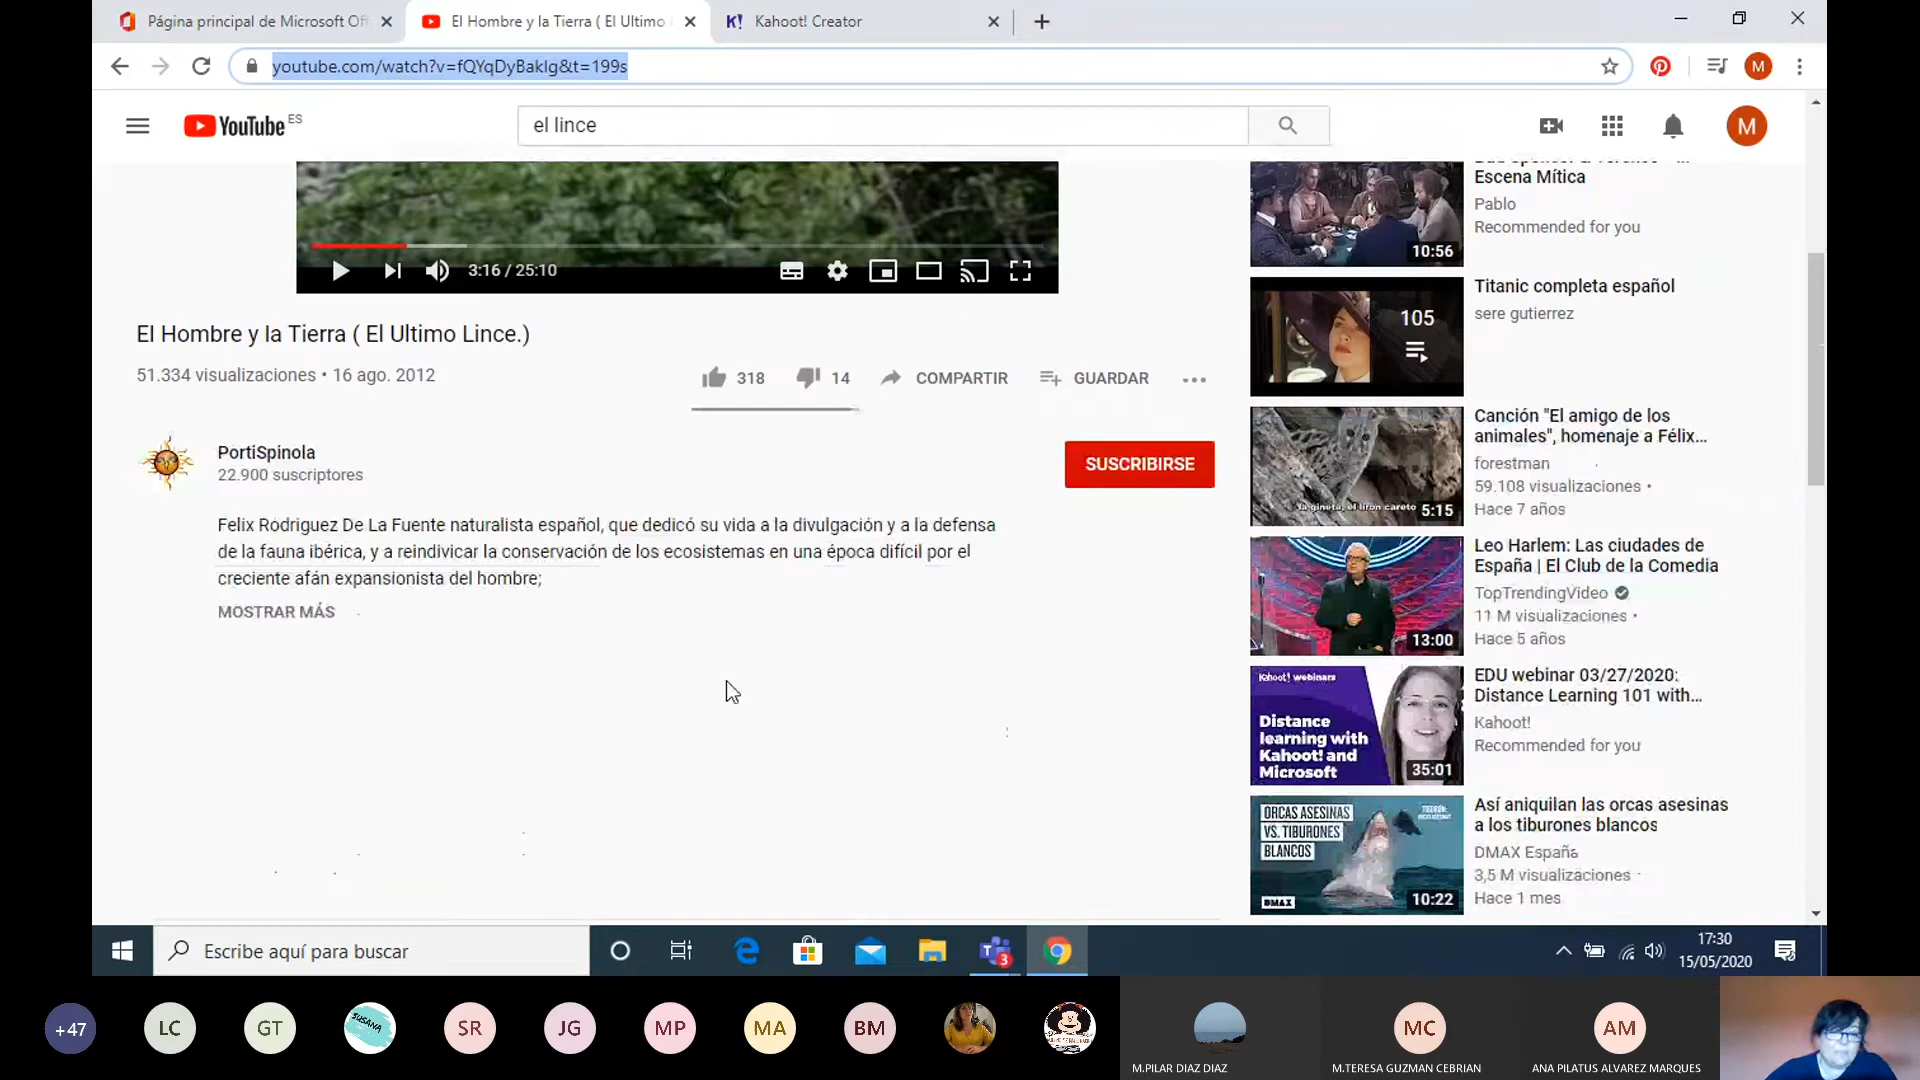 Página principal de Microsoft Of
El Hombre y la Tierra ( El Ultimo
K! Kahoot! Creator
youtube.com/watch?v=fQYqDyBakIg&t=199s
M
YouTube ES
el lince
M
3:16 / 25:10
El Hombre y la Tierra ( El Ultimo Lince.)
51.334 visualizaciones • 16 ago. 2012
318
14
COMPARTIR
GUARDAR
PortiSpinola
22.900 suscriptores
SUSCRIBIRSE
Felix Rodriguez De La Fuente naturalista español, que dedicó su vida a la divulgación y a la defensa
de la fauna ibérica, y a reindivicar la conservación de los ecosistemas en una época difícil por el
creciente afán expansionista del hombre;
MOSTRAR MÁS
Escena Mítica
Pablo
Recommended for you
10:56
Titanic completa español
sere gutierrez
105
Canción "El amigo de los
animales", homenaje a Félix...
forestman
59.108 visualizaciones •
Hace 7 años
la gineta, el liron careto
5:15
Leo Harlem: Las ciudades de
España | El Club de la Comedia
TopTrendingVideo
11 M visualizaciones •
Hace 5 años
13:00
EDU webinar 03/27/2020:
Distance Learning 101 with...
Kahoot!
Recommended for you
Kahoot! webinars
Distance
learning with
Kahoot! and
Microsoft
35:01
Así aniquilan las orcas asesinas
a los tiburones blancos
DMAX España
3,5 M visualizaciones •
Hace 1 mes
ORCAS ASESINAS
VS. TIBURONES
BLANCOS
DMAX
10:22
Escribe aquí para buscar
3
17:30
15/05/2020
+47
LC
GT
SUSANA
SR
JG
MP
MA
BM
MC
AM
M.PILAR DIAZ DIAZ
M.TERESA GUZMAN CEBRIAN
ANA PILATUS ALVAREZ MARQUES